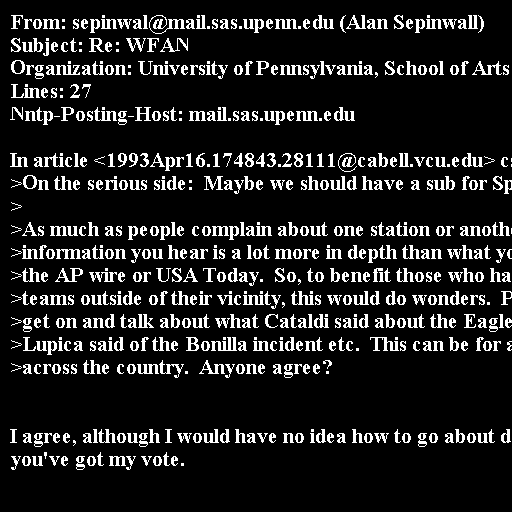 From: sepinwal@mail.sas.upenn.edu (Alan Sepinwall)
Subject: Re: WFAN
Organization: University of Pennsylvania, School of Arts
Lines: 27
Nntp-Posting-Host: mail.sas.upenn.edu
In article <1993Apr16.174843.28111@cabell.vcu.edu> cs
>On the serious side:  Maybe we should have a sub for Sp
>
>As much as people complain about one station or anothe
>information you hear is a lot more in depth than what yo
>the AP wire or USA Today.  So, to benefit those who ha
>teams outside of their vicinity, this would do wonders.  P
>get on and talk about what Cataldi said about the Eagle
>Lupica said of the Bonilla incident etc.  This can be for a
>across the country.  Anyone agree?
I agree, although I would have no idea how to go about d
you've got my vote.